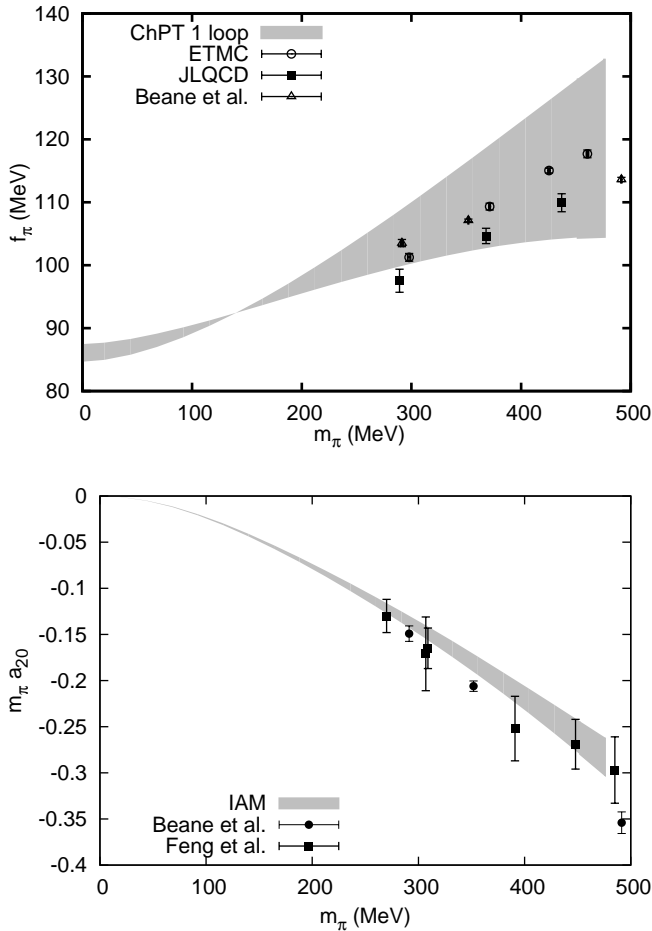 140
130
120
110
100
90
80
f_π (MeV)
ChPT 1 loop
ETMC
JLQCD
Beane et al.
0 100 200 300 400 500
m_π (MeV)
0
-0.05
-0.1
-0.15
-0.2
-0.25
-0.3
-0.35
-0.4
m_π a_20
IAM
Beane et al.
Feng et al.
0 100 200 300 400 500
m_π (MeV)